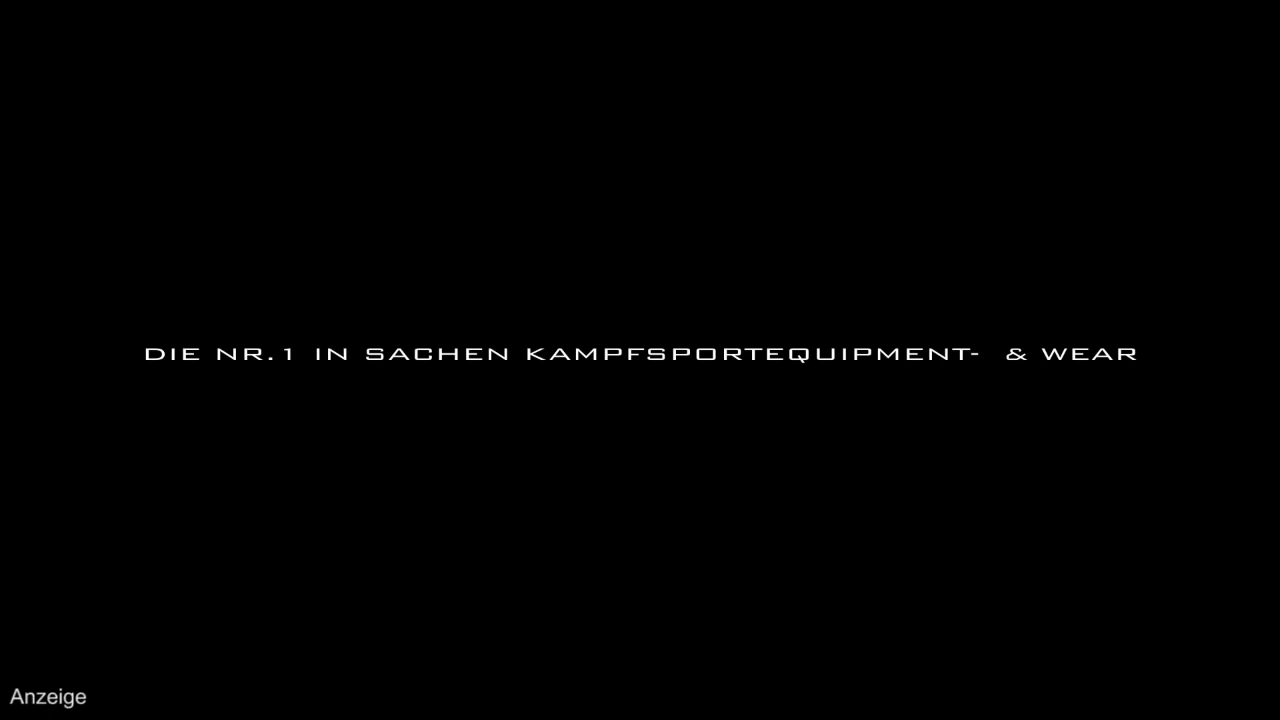 DIE NR.1 IN SACHEN KAMPFSPORTEQUIPMENT-  & WEAR
Anzeige